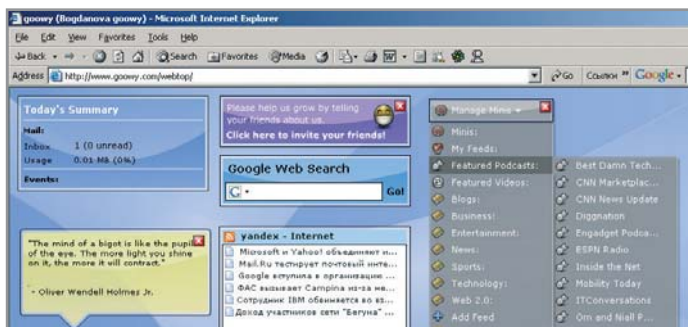 goowy (Bogdanova goowy) - Microsoft Internet Explorer
File Edit View Favorites Tools Help
Back Search Favorites Media
Address http://www.goowy.com/webtop/ Go Ссылки » Google
Today's Summary
Mail:
Inbox 1 (0 unread)
Usage 0.01 MB (0%)
Events:
Please help us grow by telling
your friends about us.
Click here to invite your friends!
Google Web Search
G Go!
"The mind of a bigot is like the pupil
of the eye. The more light you shine
on it, the more it will contract."
- Oliver Wendell Holmes Jr.
yandex - Internet
Microsoft и Yahoo! объединяют и...
Mail.Ru тестирует почтовый инте...
Google вступила в организацию ...
ФАС вызывает Campina из-за не...
Сотрудник IBM обвиняется во вз...
Доход участников сети "Бегуна" ...
Manage Minis
Minis:
My Feeds:
Featured Podcasts:
Featured Videos:
Blogs:
Business:
Entertainment:
News:
Sports:
Technology:
Web 2.0:
Add Feed
Best Damn Tech...
CNN Marketplac...
CNN News Update
Diggnation
Engadget Podca...
ESPN Radio
Inside the Net
Mobility Today
ITConversations
Om and Niall P...